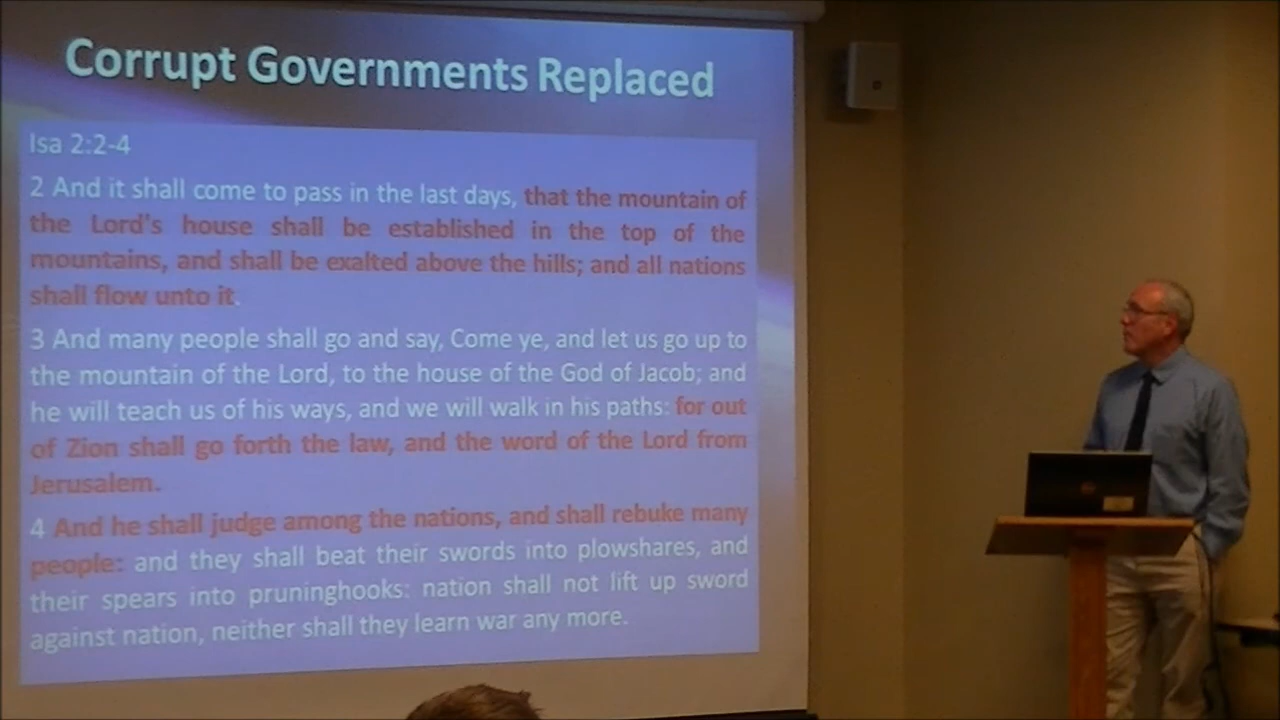 Corrupt Governments Replaced
Isa 2:2-4
2 And it shall come to pass in the last days, that the mountain of
the Lord's house shall be established in the top of the
mountains, and shall be exalted above the hills; and all nations
shall flow unto it.
3 And many people shall go and say, Come ye, and let us go up to
the mountain of the Lord, to the house of the God of Jacob; and
he will teach us of his ways, and we will walk in his paths: for out
of Zion shall go forth the law, and the word of the Lord from
Jerusalem.
4 And he shall judge among the nations, and shall rebuke many
people: and they shall beat their swords into plowshares, and
their spears into pruninghooks: nation shall not lift up sword
against nation, neither shall they learn war any more.